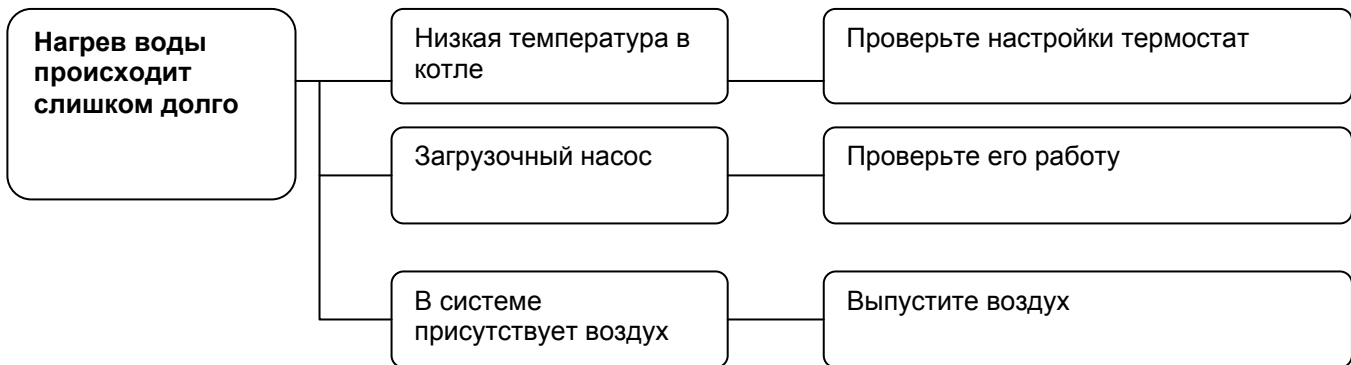 Нагрев воды
происходит
слишком долго
Низкая температура в
котле
Проверьте настройки термостат
Загрузочный насос
Проверьте его работу
В системе
присутствует воздух
Выпустите воздух